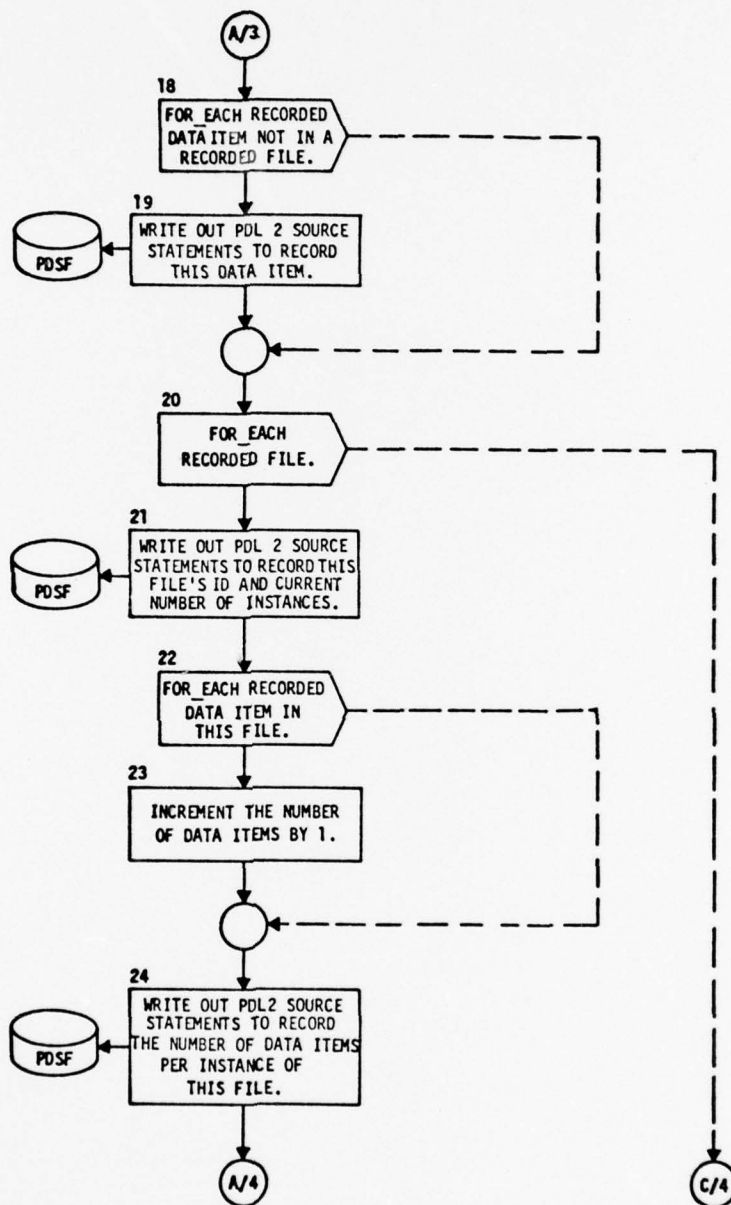 A/3
18
FOR_EACH RECORDED
DATA ITEM NOT IN A
RECORDED FILE.
19
WRITE OUT PDL 2 SOURCE
STATEMENTS TO RECORD
THIS DATA ITEM.
PDSF
20
FOR_EACH
RECORDED FILE.
21
WRITE OUT PDL 2 SOURCE
STATEMENTS TO RECORD THIS
FILE'S ID AND CURRENT
NUMBER OF INSTANCES.
PDSF
22
FOR_EACH RECORDED
DATA ITEM IN
THIS FILE.
23
INCREMENT THE NUMBER
OF DATA ITEMS BY 1.
24
WRITE OUT PDL2 SOURCE
STATEMENTS TO RECORD
THE NUMBER OF DATA ITEMS
PER INSTANCE OF
THIS FILE.
PDSF
A/4
C/4